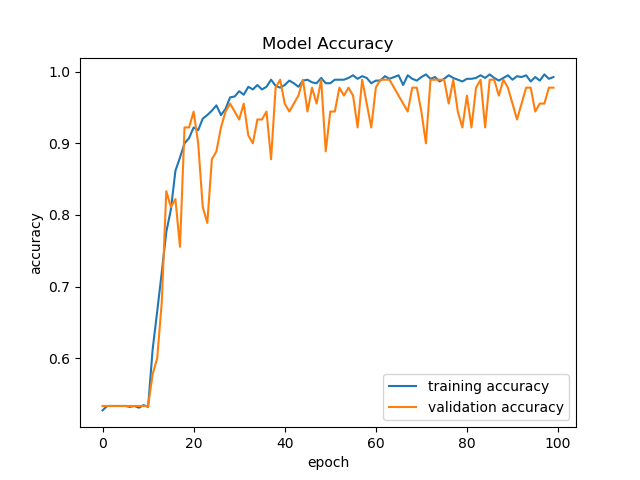 Model Accuracy
1.0
0.9
0.8
0.7
0.6
accuracy
training accuracy
validation accuracy
0 20 40 60 80 100
epoch